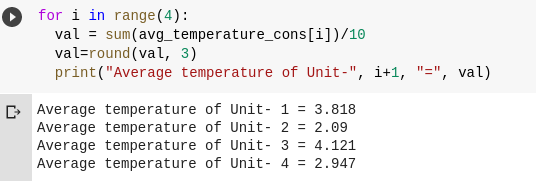 for i in range(4):
  val = sum(avg_temperature_cons[i])/10
  val=round(val, 3)
  print("Average temperature of Unit-", i+1, "=", val)
Average temperature of Unit- 1 = 3.818
Average temperature of Unit- 2 = 2.09
Average temperature of Unit- 3 = 4.121
Average temperature of Unit- 4 = 2.947